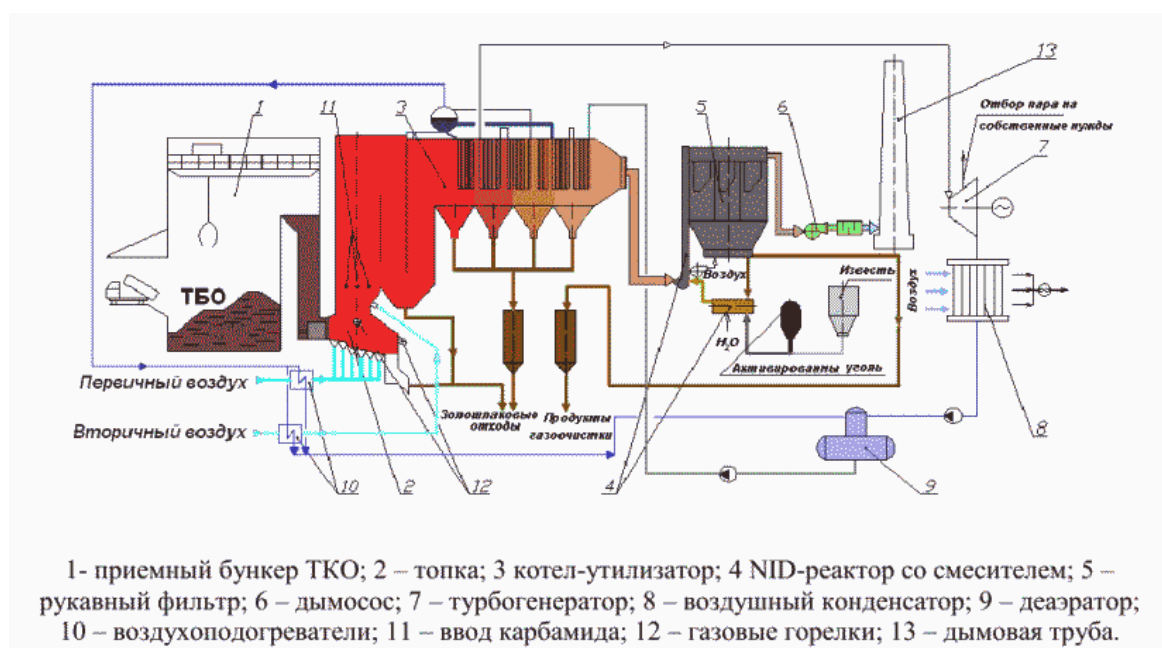 1
11
3
5
6
13
Отбор пара на
собственные нужды
7
ТБО
Воздух
Известь
Воздух
H2O
Активированны уголь
Первичный воздух
Вторичный воздух
Золошлаковые
отходы
Продукты
газоочистки
10
2
12
4
9
8
1- приемный бункер ТКО; 2 – топка; 3 котел-утилизатор; 4 NID-реактор со смесителем; 5 –
рукавный фильтр; 6 – дымосос; 7 – турбогенератор; 8 – воздушный конденсатор; 9 – деаэратор;
10 – воздухоподогреватели; 11 – ввод карбамида; 12 – газовые горелки; 13 – дымовая труба.